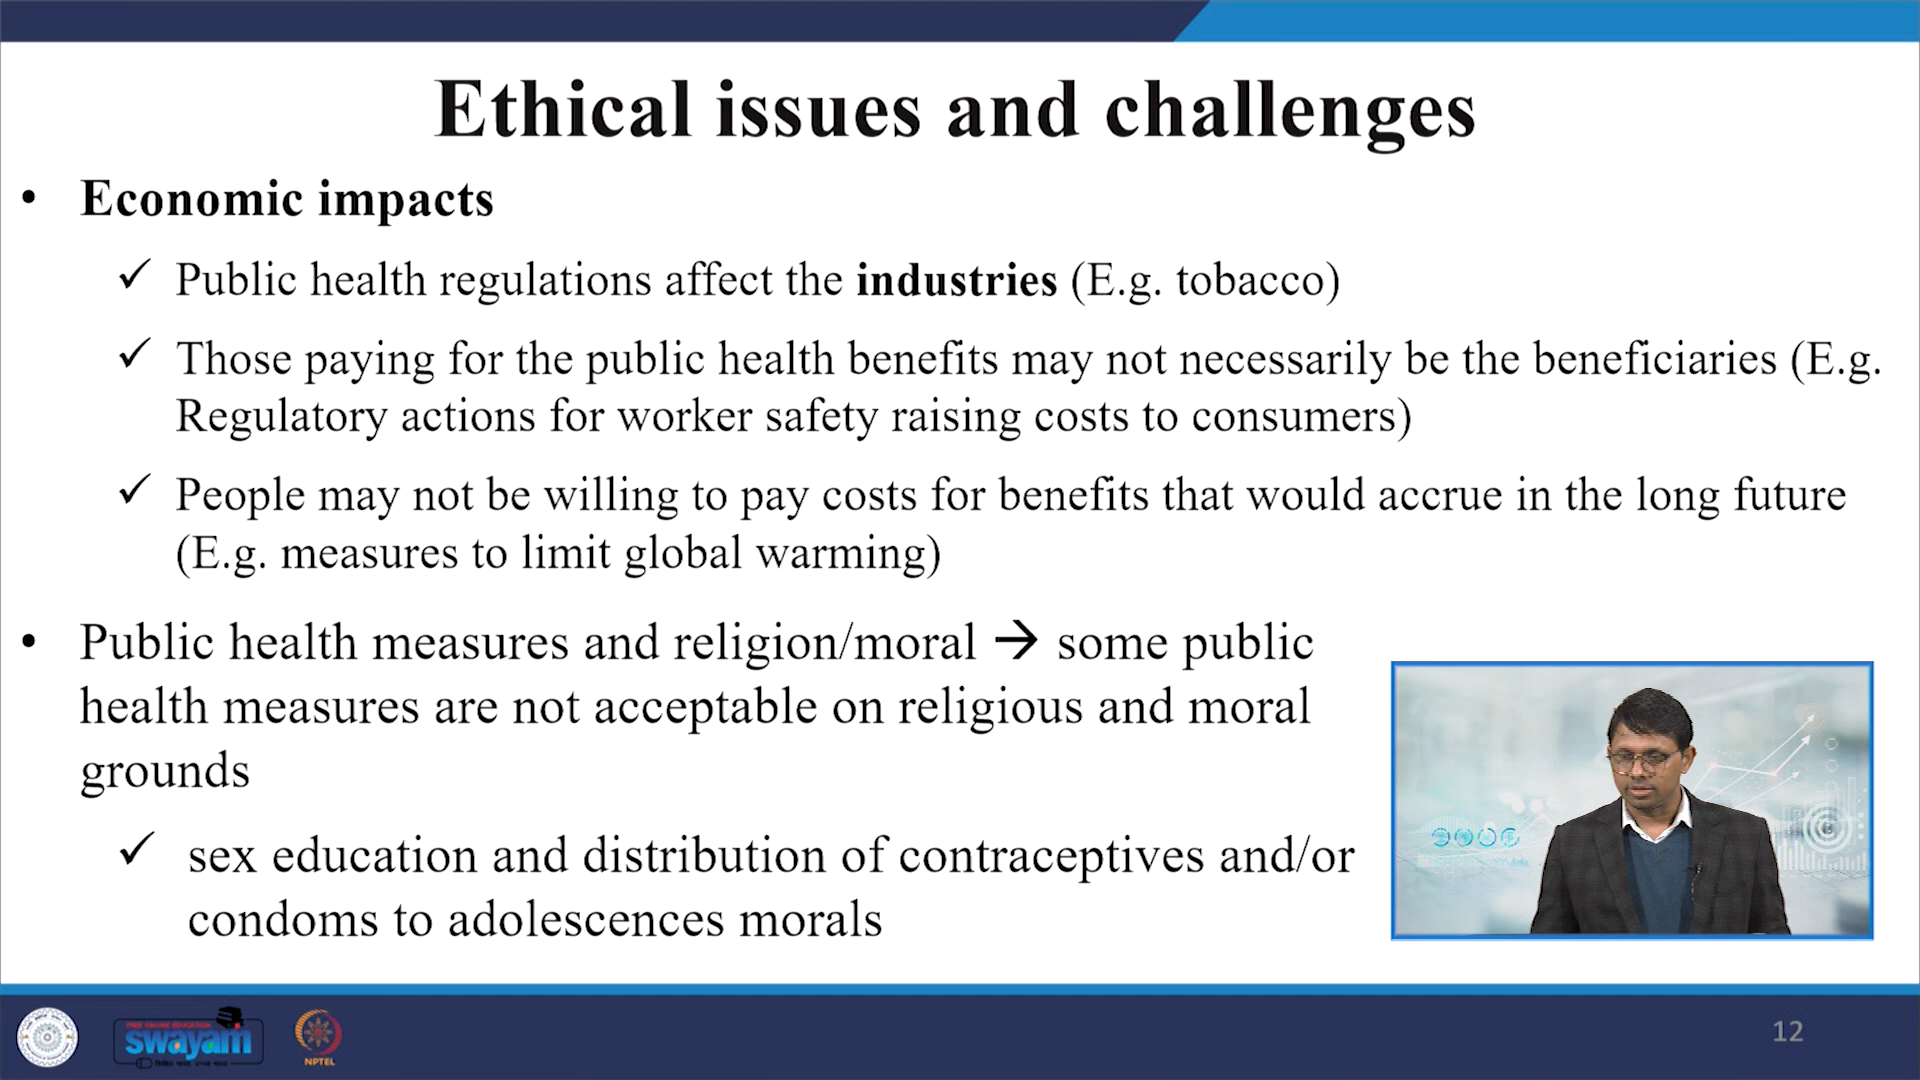 Ethical issues and challenges
• Economic impacts
✓ Public health regulations affect the industries (E.g. tobacco)
✓ Those paying for the public health benefits may not necessarily be the beneficiaries (E.g.
Regulatory actions for worker safety raising costs to consumers)
✓ People may not be willing to pay costs for benefits that would accrue in the long future
(E.g. measures to limit global warming)
• Public health measures and religion/moral → some public
health measures are not acceptable on religious and moral
grounds
✓ sex education and distribution of contraceptives and/or
condoms to adolescences morals
FREE ONLINE EDUCATION
swayam
NPTEL
12